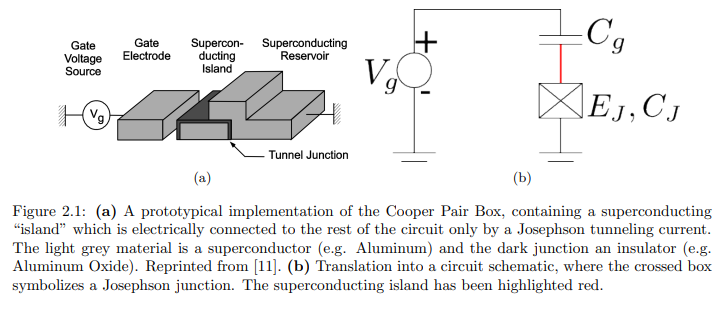 Gate
Voltage
Source
Gate
Electrode
Supercon-
ducting
Island
Superconducting
Reservoir
Vg
Tunnel Junction
(a)
Vg
+
-
Cg
EJ, CJ
(b)
Figure 2.1: (a) A prototypical implementation of the Cooper Pair Box, containing a superconducting
“island” which is electrically connected to the rest of the circuit only by a Josephson tunneling current.
The light grey material is a superconductor (e.g. Aluminum) and the dark junction an insulator (e.g.
Aluminum Oxide). Reprinted from [11]. (b) Translation into a circuit schematic, where the crossed box
symbolizes a Josephson junction. The superconducting island has been highlighted red.